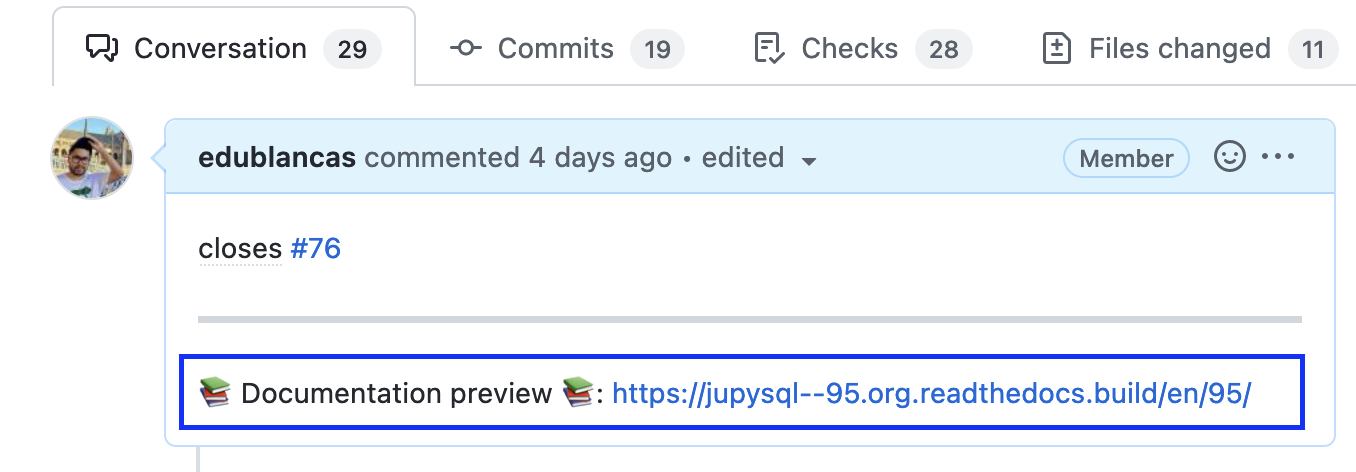 Conversation 29 Commits 19 Checks 28 Files changed 11
edublancas commented 4 days ago • edited Member
closes #76
📚 Documentation preview 📚: https://jupysql--95.org.readthedocs.build/en/95/